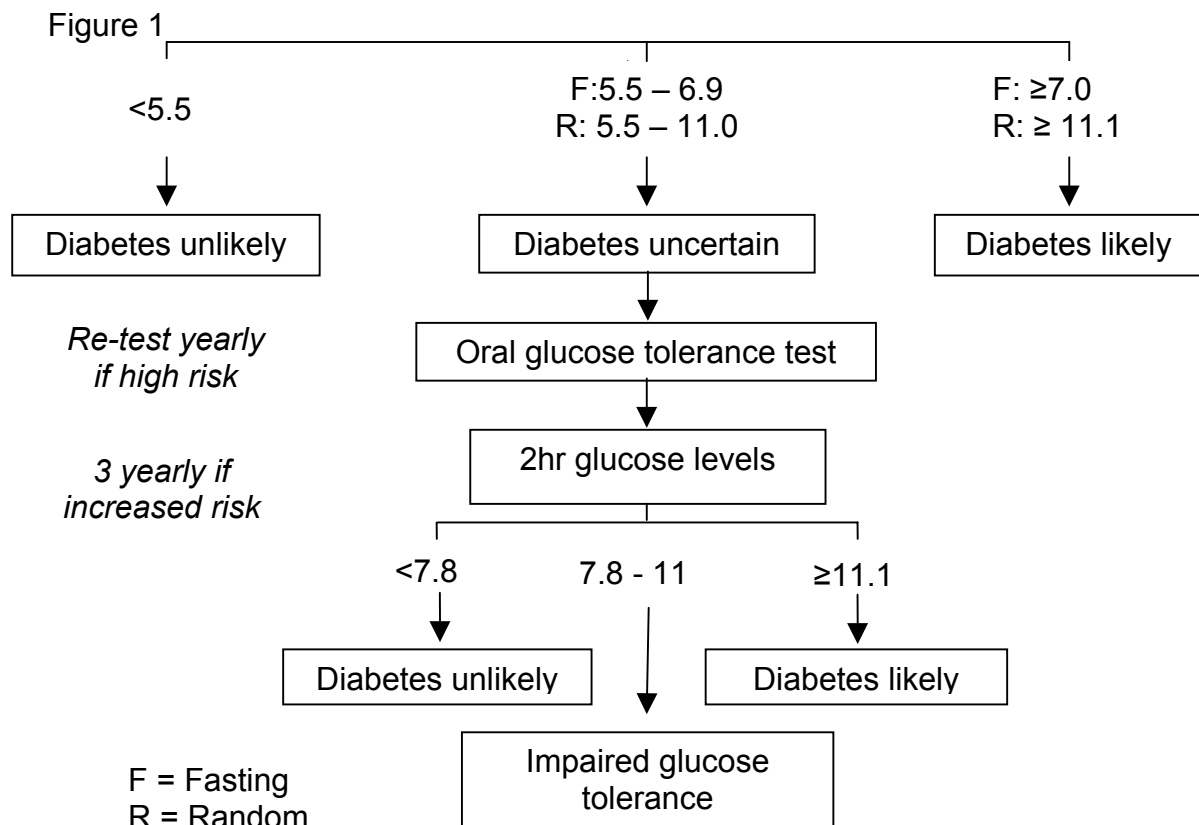 Figure 1
<5.5
F:5.5 – 6.9
R: 5.5 – 11.0
F: ≥7.0
R: ≥ 11.1
Diabetes unlikely
Diabetes uncertain
Diabetes likely
Re-test yearly
if high risk
Oral glucose tolerance test
3 yearly if
increased risk
2hr glucose levels
<7.8
7.8 - 11
≥11.1
Diabetes unlikely
Diabetes likely
Impaired glucose
tolerance
F = Fasting
R = Random